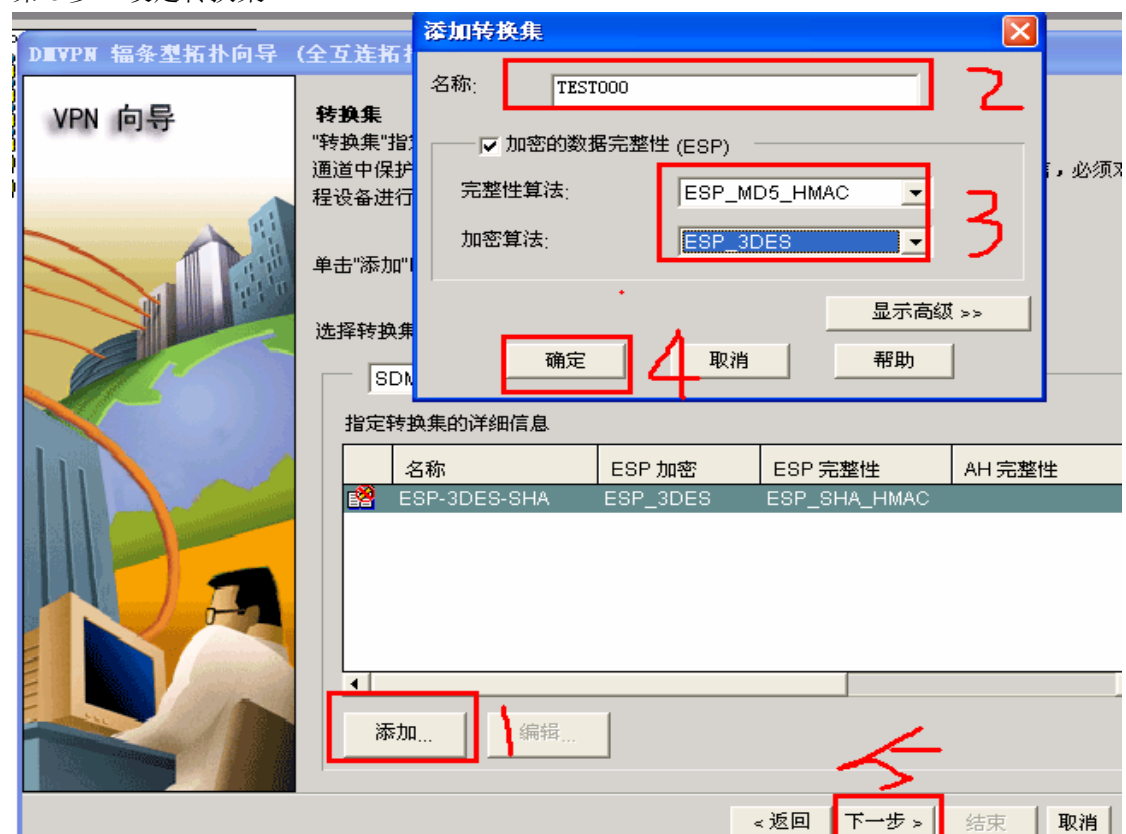 DMVPN 辐条型拓扑向导 (全互连拓扑
添加转换集
VPN 向导
名称:
TEST000
2
转换集
"转换集"指
加密的数据完整性 (ESP)
通道中保护
,必须对
程设备进行
完整性算法:
ESP_MD5_HMAC
3
加密算法:
ESP_3DES
单击"添加"
显示高级 >>
选择转换集
确定
4
取消
帮助
SDM
指定转换集的详细信息
名称
ESP 加密
ESP 完整性
AH 完整性
ESP-3DES-SHA
ESP_3DES
ESP_SHA_HMAC
添加...
1
编辑...
5
< 返回
下一步 >
结束
取消